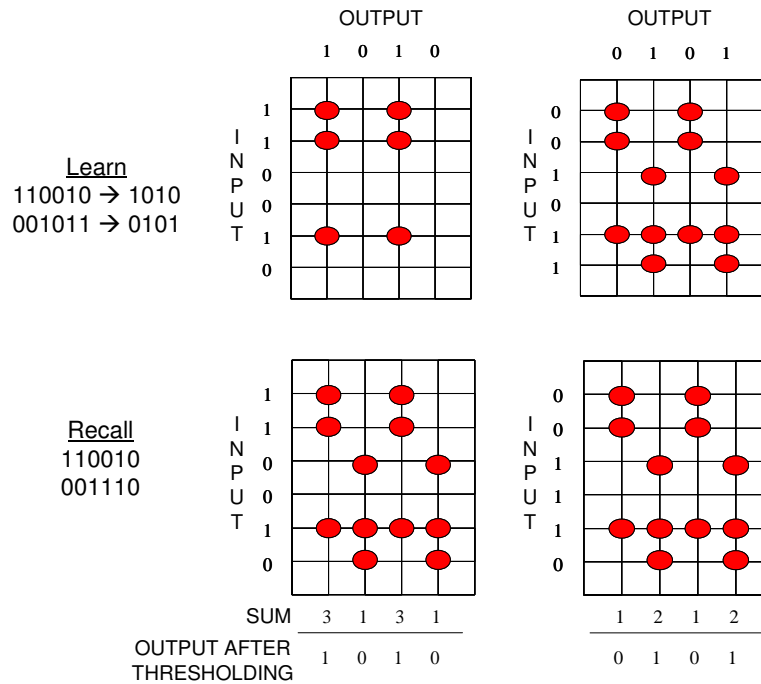 OUTPUT
1 0 1 0
INPUT
1
1
0
0
1
0
OUTPUT
0 1 0 1
INPUT
0
0
1
0
1
1
Learn
110010 → 1010
001011 → 0101
Recall
110010
001110
INPUT
1
1
0
0
1
0
INPUT
0
0
1
1
1
0
SUM 3 1 3 1
1 2 1 2
OUTPUT AFTER
THRESHOLDING 1 0 1 0
0 1 0 1